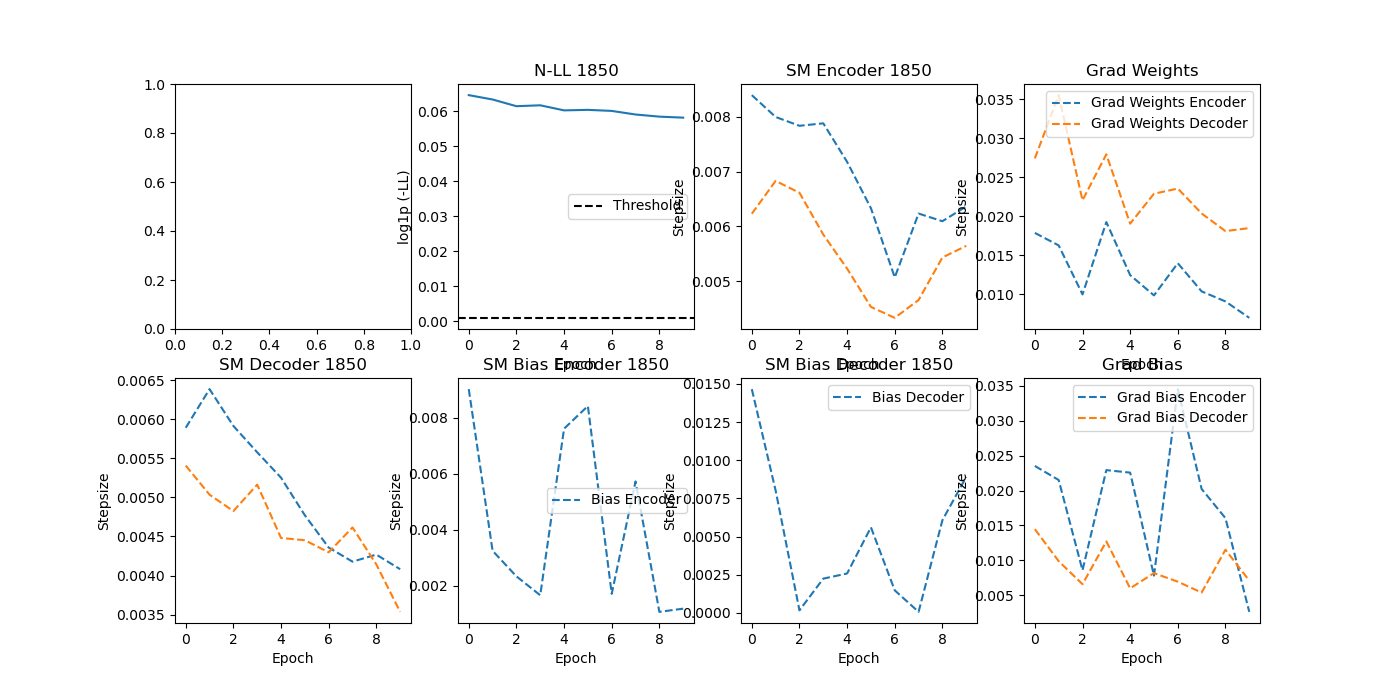 N-LL 1850
SM Encoder 1850
Grad Weights
1.0
0.8
0.6
0.4
0.2
0.0
0.0 0.2 0.4 0.6 0.8 1.0
log1p (-LL)
0.06
0.05
0.04
0.03
0.02
0.01
0.00
Threshold
0 2 4 6 8
Epoch
Stepsize
0.008
0.007
0.006
0.005
0 2 4 6 8
Epoch
Stepsize
0.035
0.030
0.025
0.020
0.015
0.010
Grad Weights Encoder
Grad Weights Decoder
0 2 4 6 8
Epoch
SM Decoder 1850
SM Bias Encoder 1850
SM Bias Decoder 1850
Grad Bias
Stepsize
0.0065
0.0060
0.0055
0.0050
0.0045
0.0040
0.0035
0 2 4 6 8
Epoch
Stepsize
0.008
0.006
0.004
0.002
Bias Encoder
0 2 4 6 8
Epoch
Stepsize
0.0150
0.0125
0.0100
0.0075
0.0050
0.0025
0.0000
Bias Decoder
0 2 4 6 8
Epoch
Stepsize
0.035
0.030
0.025
0.020
0.015
0.010
0.005
Grad Bias Encoder
Grad Bias Decoder
0 2 4 6 8
Epoch